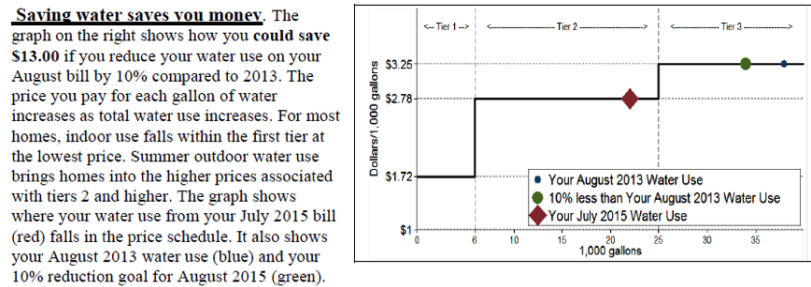 Saving water saves you money. The
graph on the right shows how you could save
$13.00 if you reduce your water use on your
August bill by 10% compared to 2013. The
price you pay for each gallon of water
increases as total water use increases. For most
homes, indoor use falls within the first tier at
the lowest price. Summer outdoor water use
brings homes into the higher prices associated
with tiers 2 and higher. The graph shows
where your water use from your July 2015 bill
(red) falls in the price schedule. It also shows
your August 2013 water use (blue) and your
10% reduction goal for August 2015 (green).
<-- Tier 1 --> <-- Tier 2 --> <-- Tier 3 -->
Dollars/1,000 gallons
$3.25
$2.78
$1.72
$1
Your August 2013 Water Use
10% less than Your August 2013 Water Use
Your July 2015 Water Use
0 6 10 15 20 25 30 35
1,000 gallons